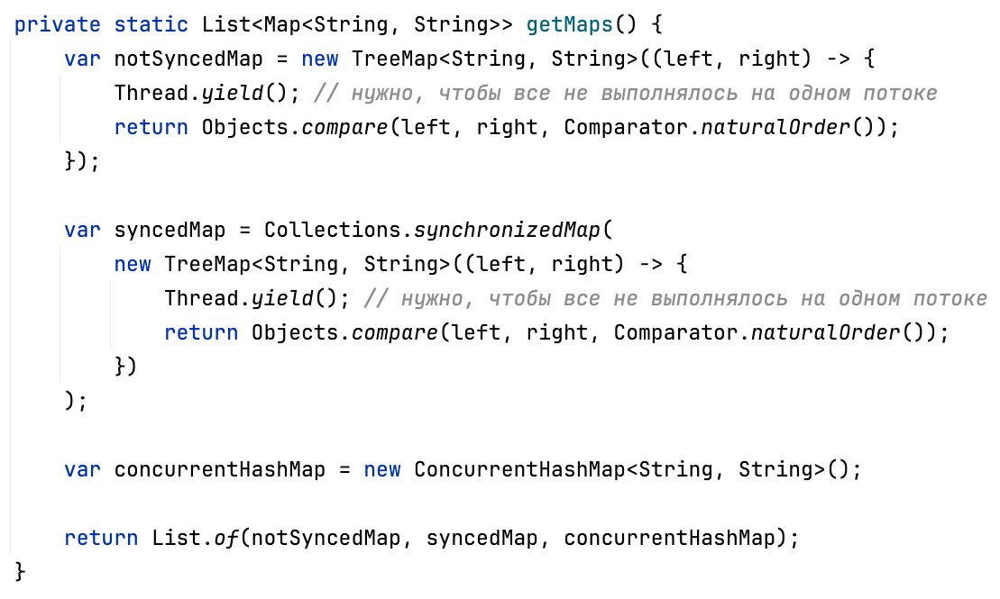 private static List<Map<String, String>> getMaps() {
    var notSyncedMap = new TreeMap<String, String>((left, right) -> {
        Thread.yield(); // нужно, чтобы все не выполнялось на одном потоке
        return Objects.compare(left, right, Comparator.naturalOrder());
    });

    var syncedMap = Collections.synchronizedMap(
        new TreeMap<String, String>((left, right) -> {
            Thread.yield(); // нужно, чтобы все не выполнялось на одном потоке
            return Objects.compare(left, right, Comparator.naturalOrder());
        })
    );

    var concurrentHashMap = new ConcurrentHashMap<String, String>();

    return List.of(notSyncedMap, syncedMap, concurrentHashMap);
}